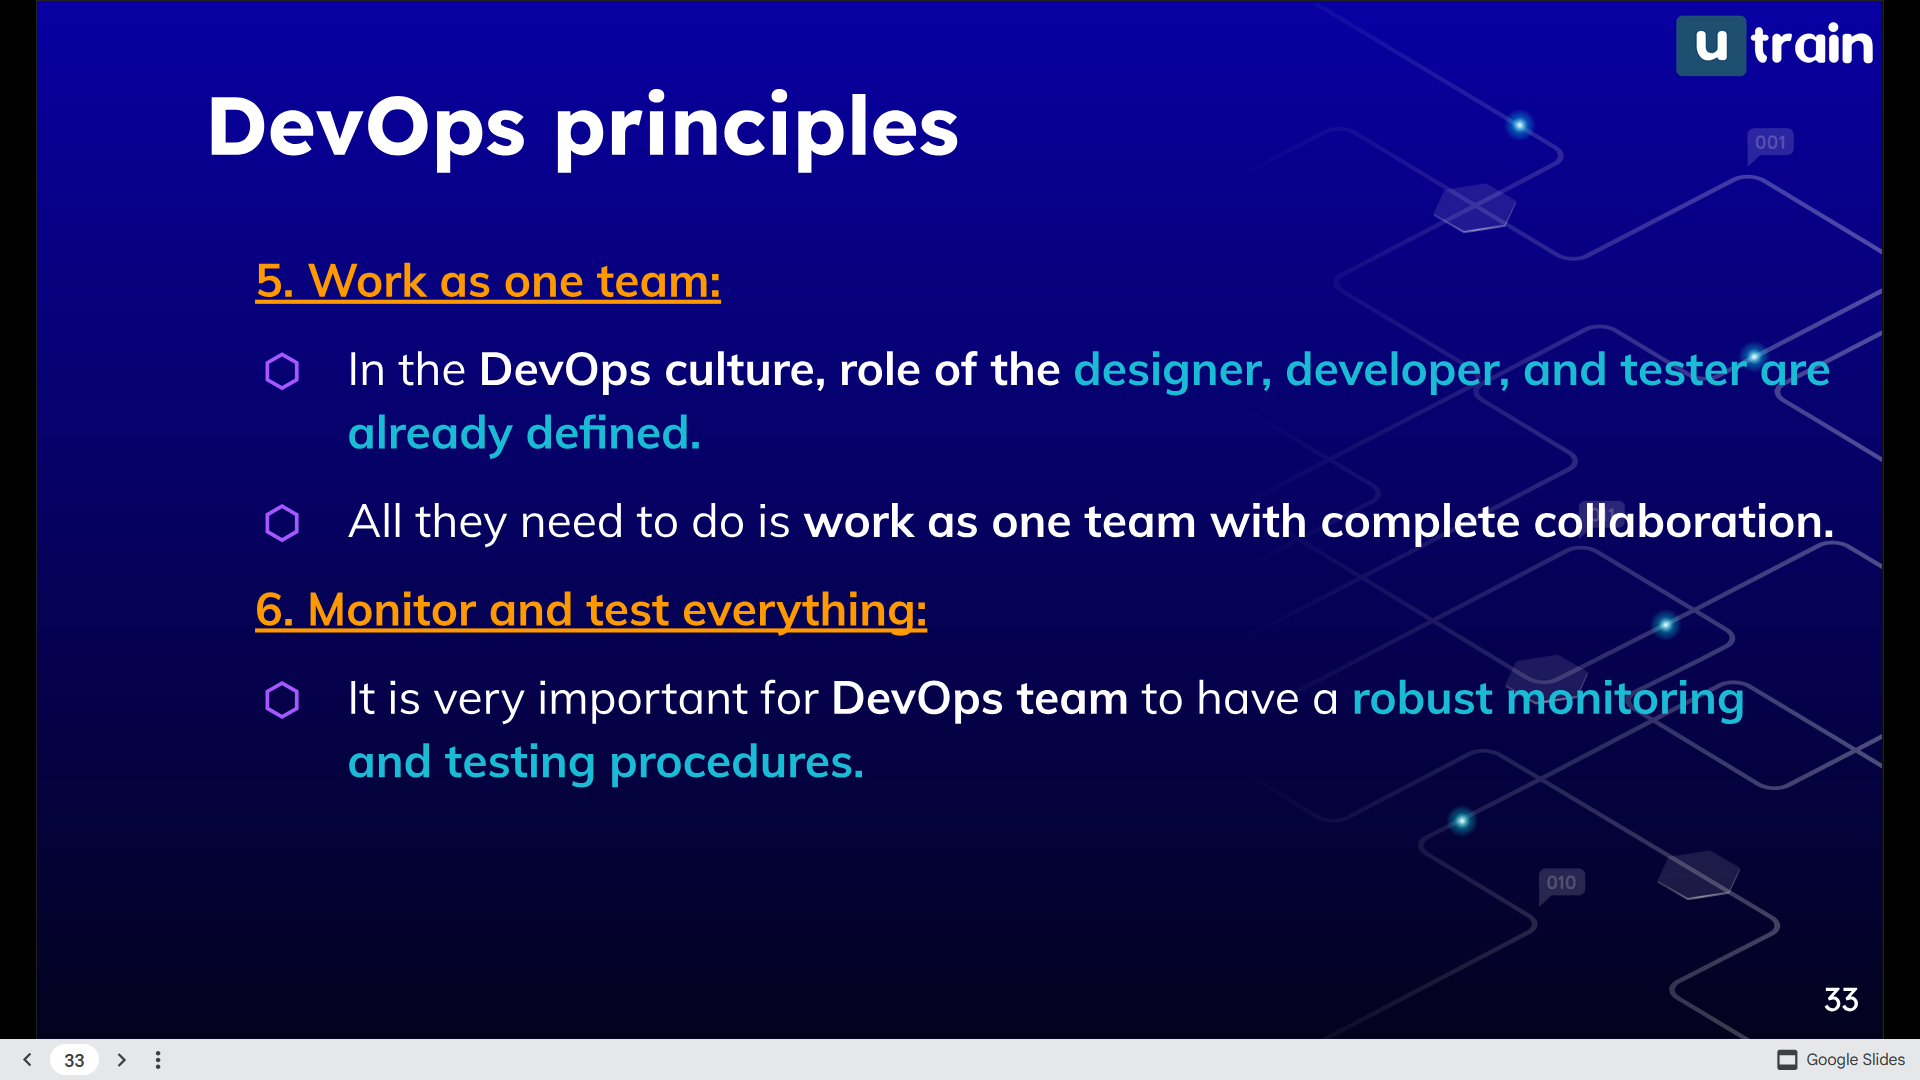 u train
DevOps principles
001
5. Work as one team:
In the DevOps culture, role of the designer, developer, and tester are
already defined.
All they need to do is work as one team with complete collaboration.
6. Monitor and test everything:
It is very important for DevOps team to have a robust monitoring
and testing procedures.
010
33
33
Google Slides